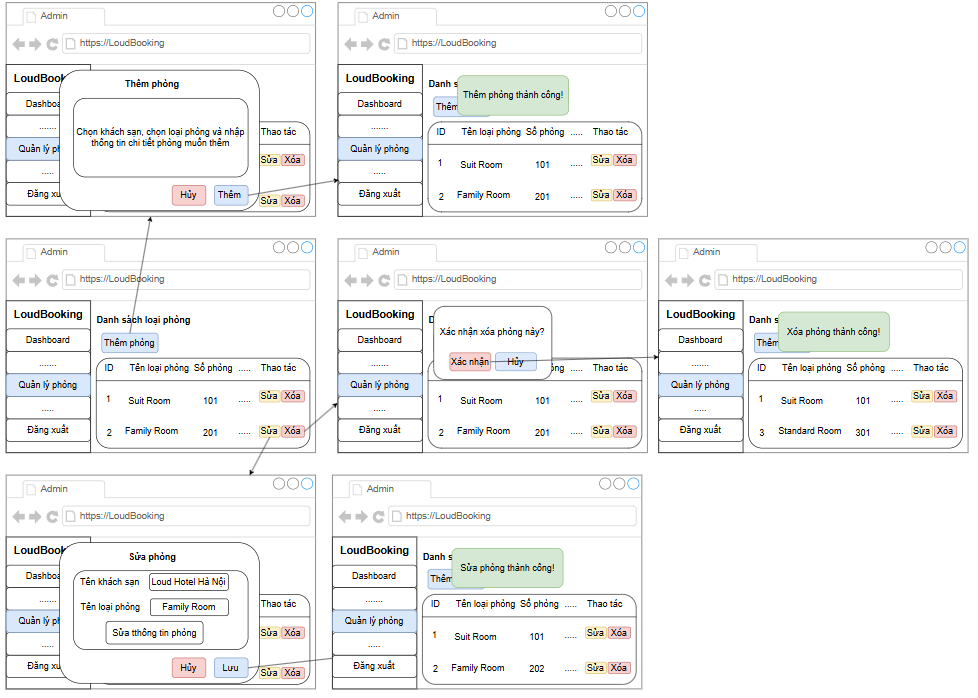 Admin
https://LoudBooking
LoudBook
Thêm phòng
Dashbo
.......
Chọn khách sạn, chọn loại phòng và nhập
thông tin chi tiết phòng muốn thêm
Thao tác
Quản lý ph
Sửa Xóa
.....
Đăng xu
Hủy Thêm
Sửa Xóa
Admin
https://LoudBooking
LoudBooking
Danh s
Thêm phòng thành công!
Thêm
Dashboard
.......
ID Tên loại phòng Số phòng ..... Thao tác
Quản lý phòng
1 Suit Room 101 ..... Sửa Xóa
.....
Đăng xuất
2 Family Room 201 ..... Sửa Xóa
Admin
https://LoudBooking
LoudBooking
Danh sách loại phòng
Dashboard
Thêm phòng
.......
ID Tên loại phòng Số phòng ..... Thao tác
Quản lý phòng
1 Suit Room 101 ..... Sửa Xóa
.....
Đăng xuất
2 Family Room 201 ..... Sửa Xóa
Admin
https://LoudBooking
LoudBooking
D
Xác nhận xóa phòng này?
Dashboard
Xác nhận Hủy
.......
òng ..... Thao tác
Quản lý phòng
1 Suit Room 101 ..... Sửa Xóa
.....
Đăng xuất
2 Family Room 201 ..... Sửa Xóa
Admin
https://LoudBooking
LoudBooking
Danh s
Xóa phòng thành công!
Dashboard
Thêm
.......
ID Tên loại phòng Số phòng ..... Thao tác
Quản lý phòng
1 Suit Room 101 ..... Sửa Xóa
.....
Đăng xuất
3 Standard Room 301 ..... Sửa Xóa
Admin
https://LoudBooking
LoudBook
Sửa phòng
Dashbo
Tên khách sạn Loud Hotel Hà Nội
.......
Tên loại phòng Family Room
Thao tác
Quản lý ph
Sửa tthông tin phòng
Sửa Xóa
.....
Đăng xu
Hủy Lưu
Sửa Xóa
Admin
https://LoudBooking
LoudBooking
Danh s
Sửa phòng thành công!
Dashboard
Thêm
.......
ID Tên loại phòng Số phòng ..... Thao tác
Quản lý phòng
1 Suit Room 101 ..... Sửa Xóa
.....
Đăng xuất
2 Family Room 202 ..... Sửa Xóa